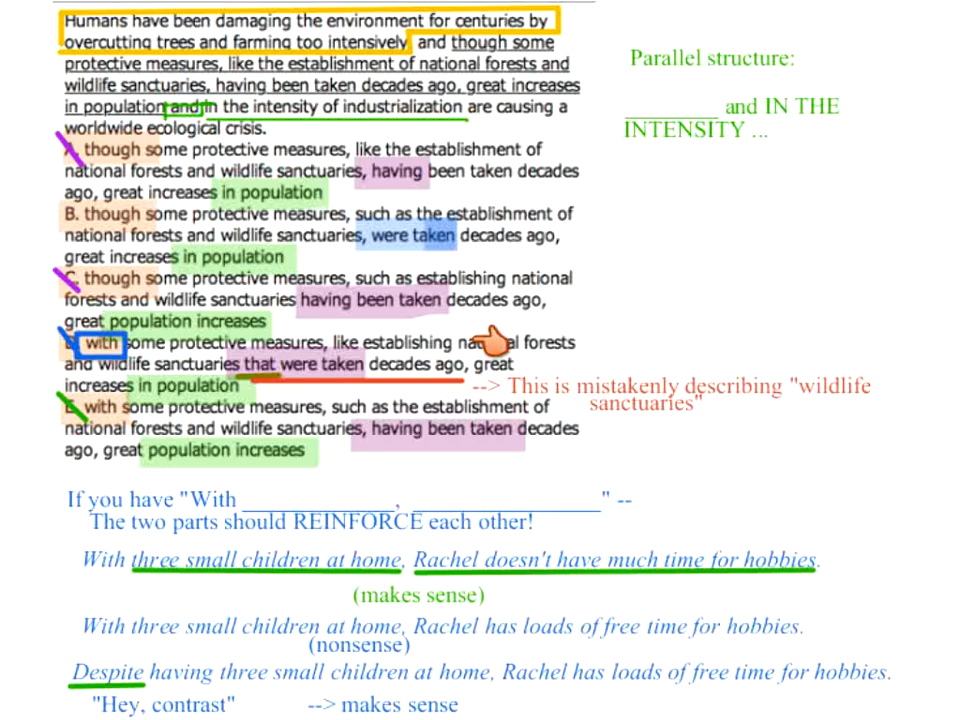 Humans have been damaging the environment for centuries by
overcutting trees and farming too intensively, and though some
protective measures, like the establishment of national forests and
wildlife sanctuaries, having been taken decades ago, great increases
in population and in the intensity of industrialization are causing a
worldwide ecological crisis.
A. though some protective measures, like the establishment of
national forests and wildlife sanctuaries, having been taken decades
ago, great increases in population
B. though some protective measures, such as the establishment of
national forests and wildlife sanctuaries, were taken decades ago,
great increases in population
C. though some protective measures, such as establishing national
forests and wildlife sanctuaries having been taken decades ago,
great population increases
D. with some protective measures, like establishing national forests
and wildlife sanctuaries that were taken decades ago, great
increases in population
E. with some protective measures, such as the establishment of
national forests and wildlife sanctuaries, having been taken decades
ago, great population increases
Parallel structure:
________ and IN THE
INTENSITY ...
--> This is mistakenly describing "wildlife
sanctuaries"
If you have "With _____________, ________________" --
The two parts should REINFORCE each other!
With three small children at home, Rachel doesn't have much time for hobbies.
(makes sense)
With three small children at home, Rachel has loads of free time for hobbies.
(nonsense)
Despite having three small children at home, Rachel has loads of free time for hobbies.
"Hey, contrast" --> makes sense